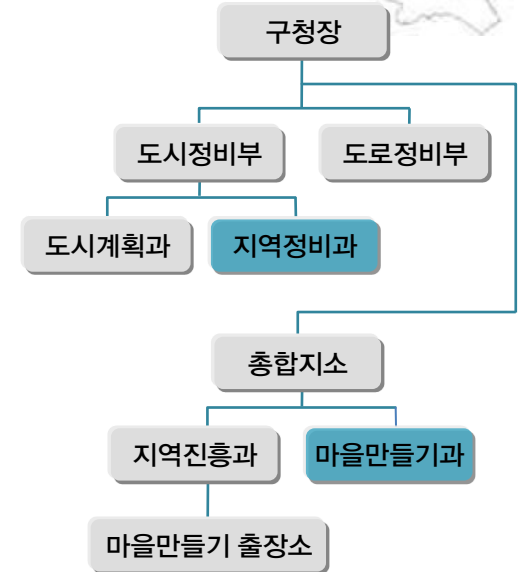 구청장
도시정비부
도로정비부
도시계획과
지역정비과
총합지소
지역진흥과
마을만들기과
마을만들기 출장소